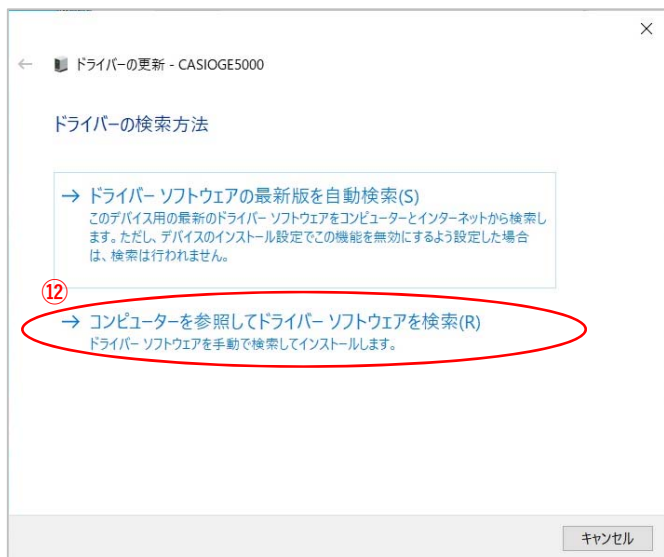 ドライバーの更新 - CASIOGE5000
ドライバーの検索方法
→ ドライバー ソフトウェアの最新版を自動検索(S)
このデバイス用の最新のドライバー ソフトウェアをコンピューターとインターネットから検索し
ます。ただし、デバイスのインストール設定でこの機能を無効にするよう設定した場合
は、検索は行われません。
⑫
→ コンピューターを参照してドライバー ソフトウェアを検索(R)
ドライバー ソフトウェアを手動で検索してインストールします。
キャンセル